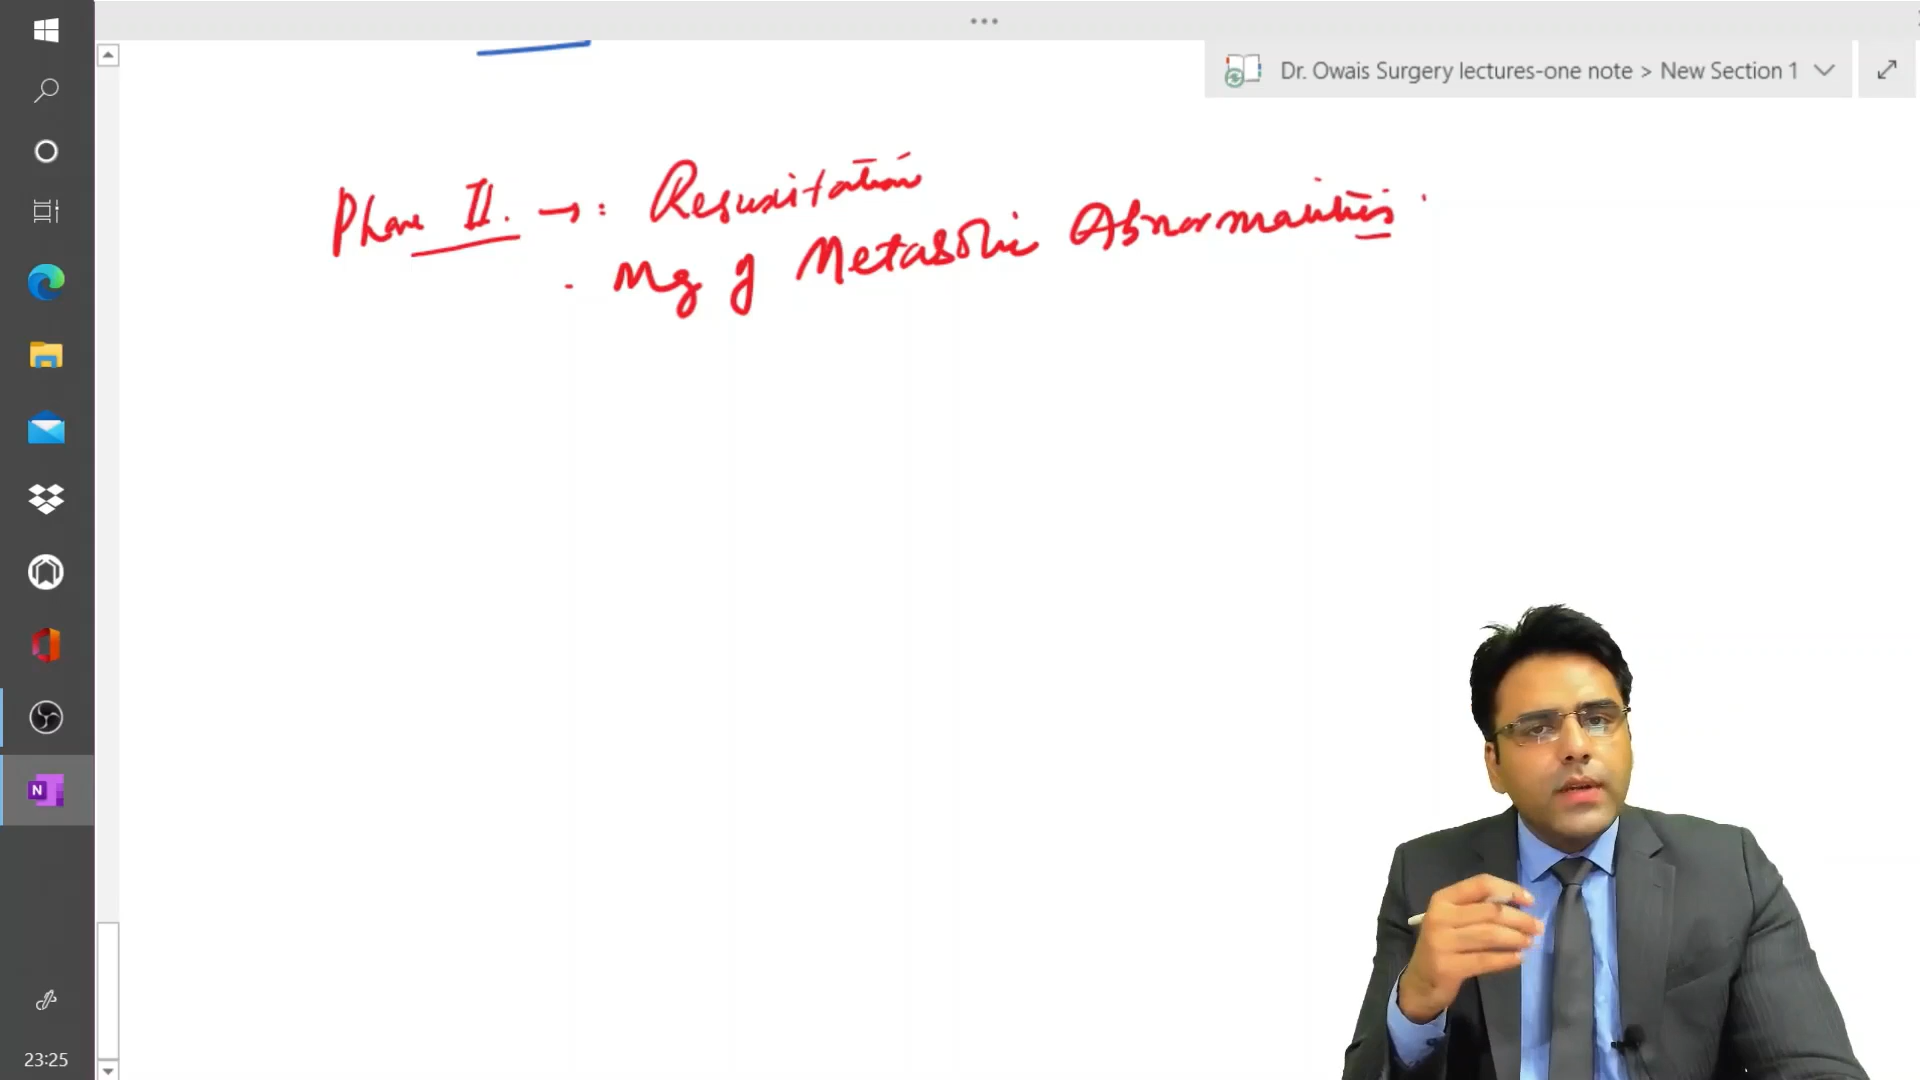 Dr. Owais Surgery lectures-one note > New Section 1
Phase II. → : Resuscitation
. Mg of Metabolic Abnormalities.
N
23:25